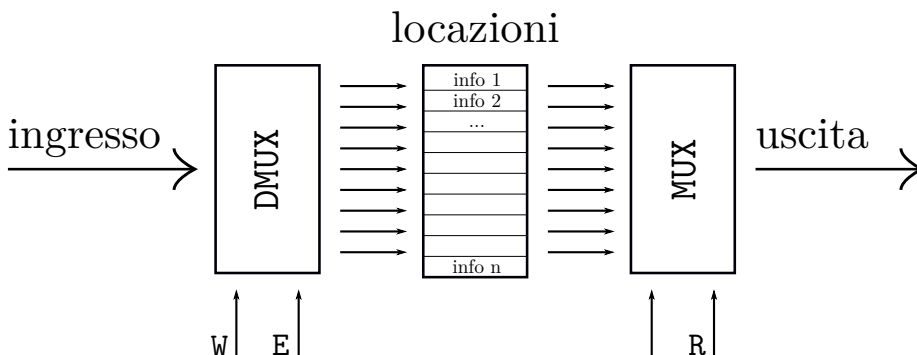 locazioni
ingresso
DMUX
info 1
info 2
...
info n
MUX
uscita
W
E
R